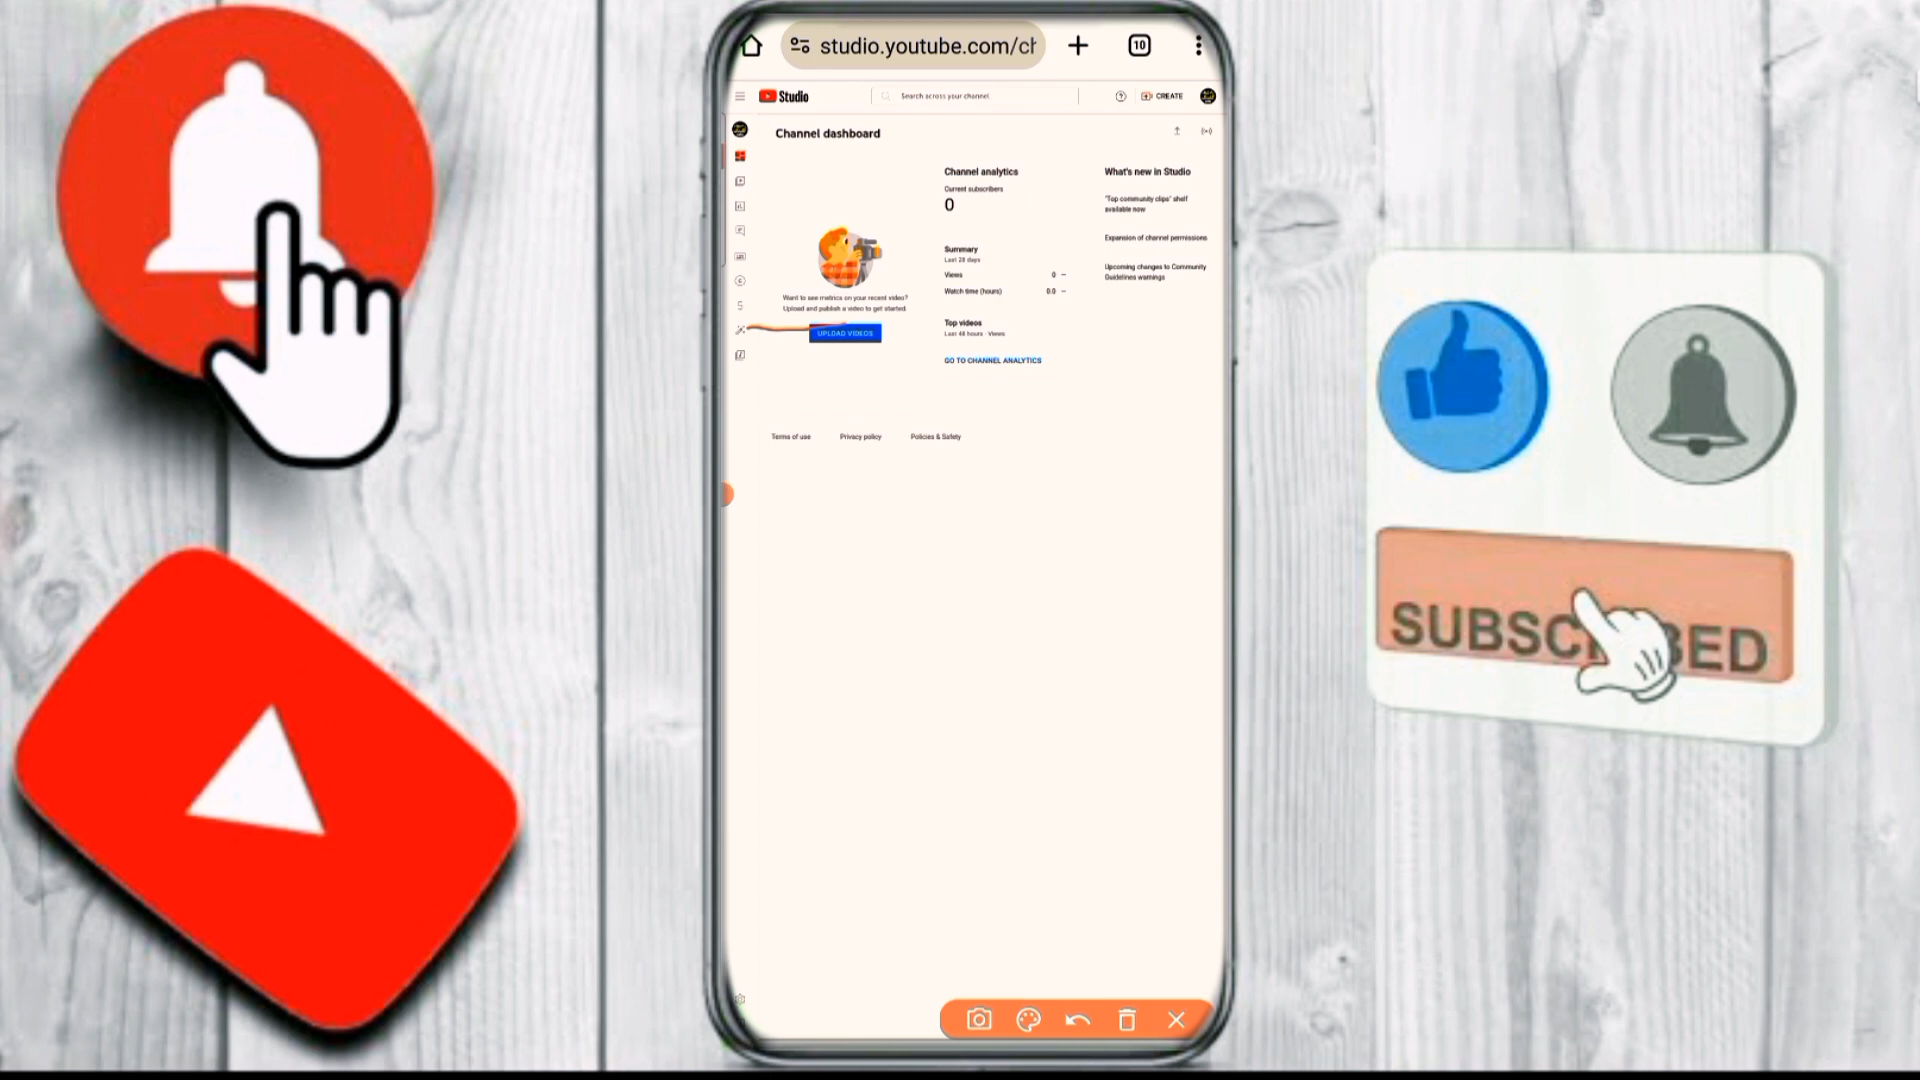 studio.youtube.com/ch
10
Studio
Search across your channel
CREATE
Channel dashboard
Channel analytics
Current subscribers
0
Summary
Last 28 days
Views
0 –
Watch time (hours)
0.0 –
Top videos
Last 48 hours · Views
GO TO CHANNEL ANALYTICS
Want to see metrics on your recent video?
Upload and publish a video to get started.
UPLOAD VIDEOS
What's new in Studio
"Top community clips" shelf
available now
Expansion of channel permissions
Upcoming changes to Community
Guidelines warnings
Terms of use
Privacy policy
Policies & Safety
SUBSCRIBED